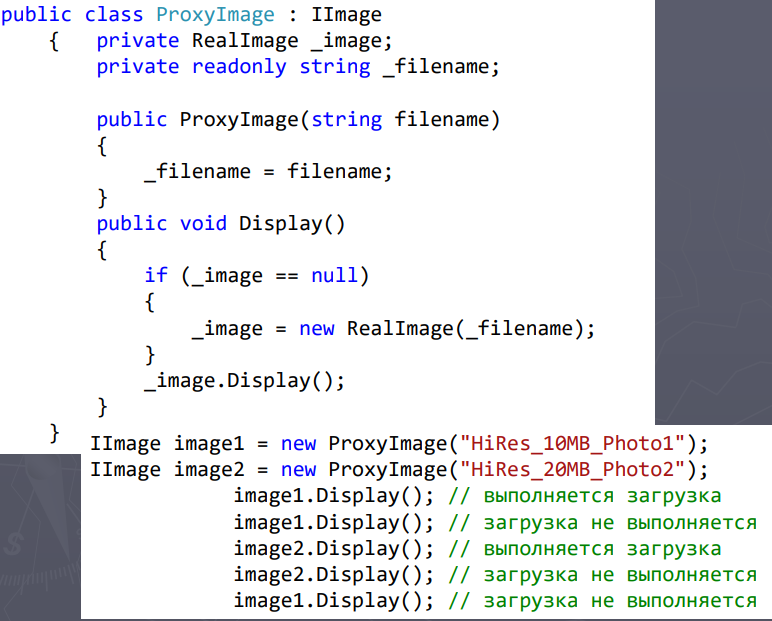 public class ProxyImage : IImage
{ private RealImage _image;
private readonly string _filename;
public ProxyImage(string filename)
{
_filename = filename;
}
public void Display()
{
if (_image == null)
{
_image = new RealImage(_filename);
}
_image.Display();
}
}
IImage image1 = new ProxyImage("HiRes_10MB_Photo1");
IImage image2 = new ProxyImage("HiRes_20MB_Photo2");
image1.Display(); // выполняется загрузка
image1.Display(); // загрузка не выполняется
image2.Display(); // выполняется загрузка
image2.Display(); // загрузка не выполняется
image1.Display(); // загрузка не выполняется